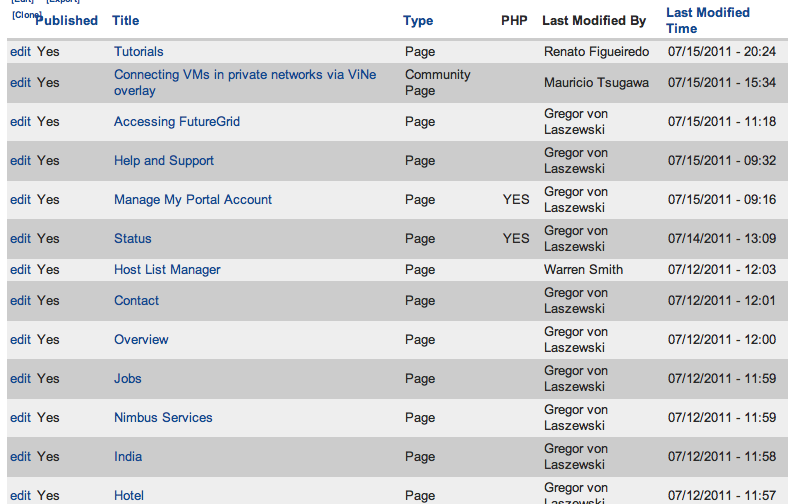 [Edit] [Export]
[Clone]
Published Title Type PHP Last Modified By Last Modified
Time
edit Yes Tutorials Page Renato Figueiredo 07/15/2011 - 20:24
edit Yes Connecting VMs in private networks via ViNe
overlay Community
Page Mauricio Tsugawa 07/15/2011 - 15:34
edit Yes Accessing FutureGrid Page Gregor von
Laszewski 07/15/2011 - 11:18
edit Yes Help and Support Page Gregor von
Laszewski 07/15/2011 - 09:32
edit Yes Manage My Portal Account Page YES Gregor von
Laszewski 07/15/2011 - 09:16
edit Yes Status Page YES Gregor von
Laszewski 07/14/2011 - 13:09
edit Yes Host List Manager Page Warren Smith 07/12/2011 - 12:03
edit Yes Contact Page Gregor von
Laszewski 07/12/2011 - 12:01
edit Yes Overview Page Gregor von
Laszewski 07/12/2011 - 12:00
edit Yes Jobs Page Gregor von
Laszewski 07/12/2011 - 11:59
edit Yes Nimbus Services Page Gregor von
Laszewski 07/12/2011 - 11:59
edit Yes India Page Gregor von
Laszewski 07/12/2011 - 11:58
edit Yes Hotel Page Gregor von
Laszewski 07/12/2011 - 11:57